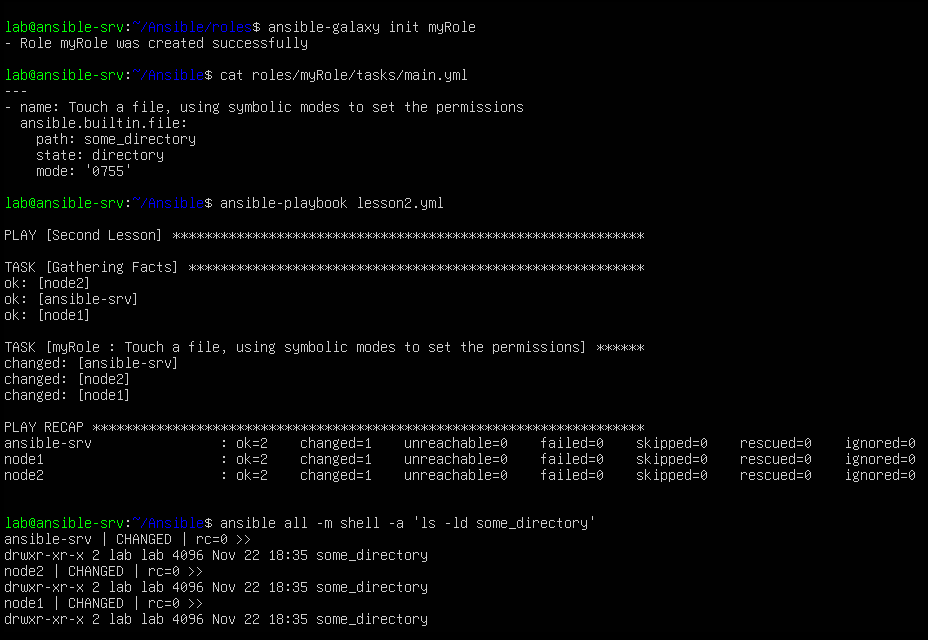 lab@ansible-srv:~/Ansible/roles$ ansible-galaxy init myRole
- Role myRole was created successfully
lab@ansible-srv:~/Ansible$ cat roles/myRole/tasks/main.yml
---
- name: Touch a file, using symbolic modes to set the permissions
  ansible.builtin.file:
    path: some_directory
    state: directory
    mode: '0755'
lab@ansible-srv:~/Ansible$ ansible-playbook lesson2.yml
PLAY [Second Lesson] ***********************************************************
TASK [Gathering Facts] *********************************************************
ok: [node2]
ok: [ansible-srv]
ok: [node1]
TASK [myRole : Touch a file, using symbolic modes to set the permissions] ******
changed: [ansible-srv]
changed: [node2]
changed: [node1]
PLAY RECAP *********************************************************************
ansible-srv                : ok=2    changed=1    unreachable=0    failed=0    skipped=0    rescued=0    ignored=0
node1                      : ok=2    changed=1    unreachable=0    failed=0    skipped=0    rescued=0    ignored=0
node2                      : ok=2    changed=1    unreachable=0    failed=0    skipped=0    rescued=0    ignored=0
lab@ansible-srv:~/Ansible$ ansible all -m shell -a 'ls -ld some_directory'
ansible-srv | CHANGED | rc=0 >>
drwxr-xr-x 2 lab lab 4096 Nov 22 18:35 some_directory
node2 | CHANGED | rc=0 >>
drwxr-xr-x 2 lab lab 4096 Nov 22 18:35 some_directory
node1 | CHANGED | rc=0 >>
drwxr-xr-x 2 lab lab 4096 Nov 22 18:35 some_directory